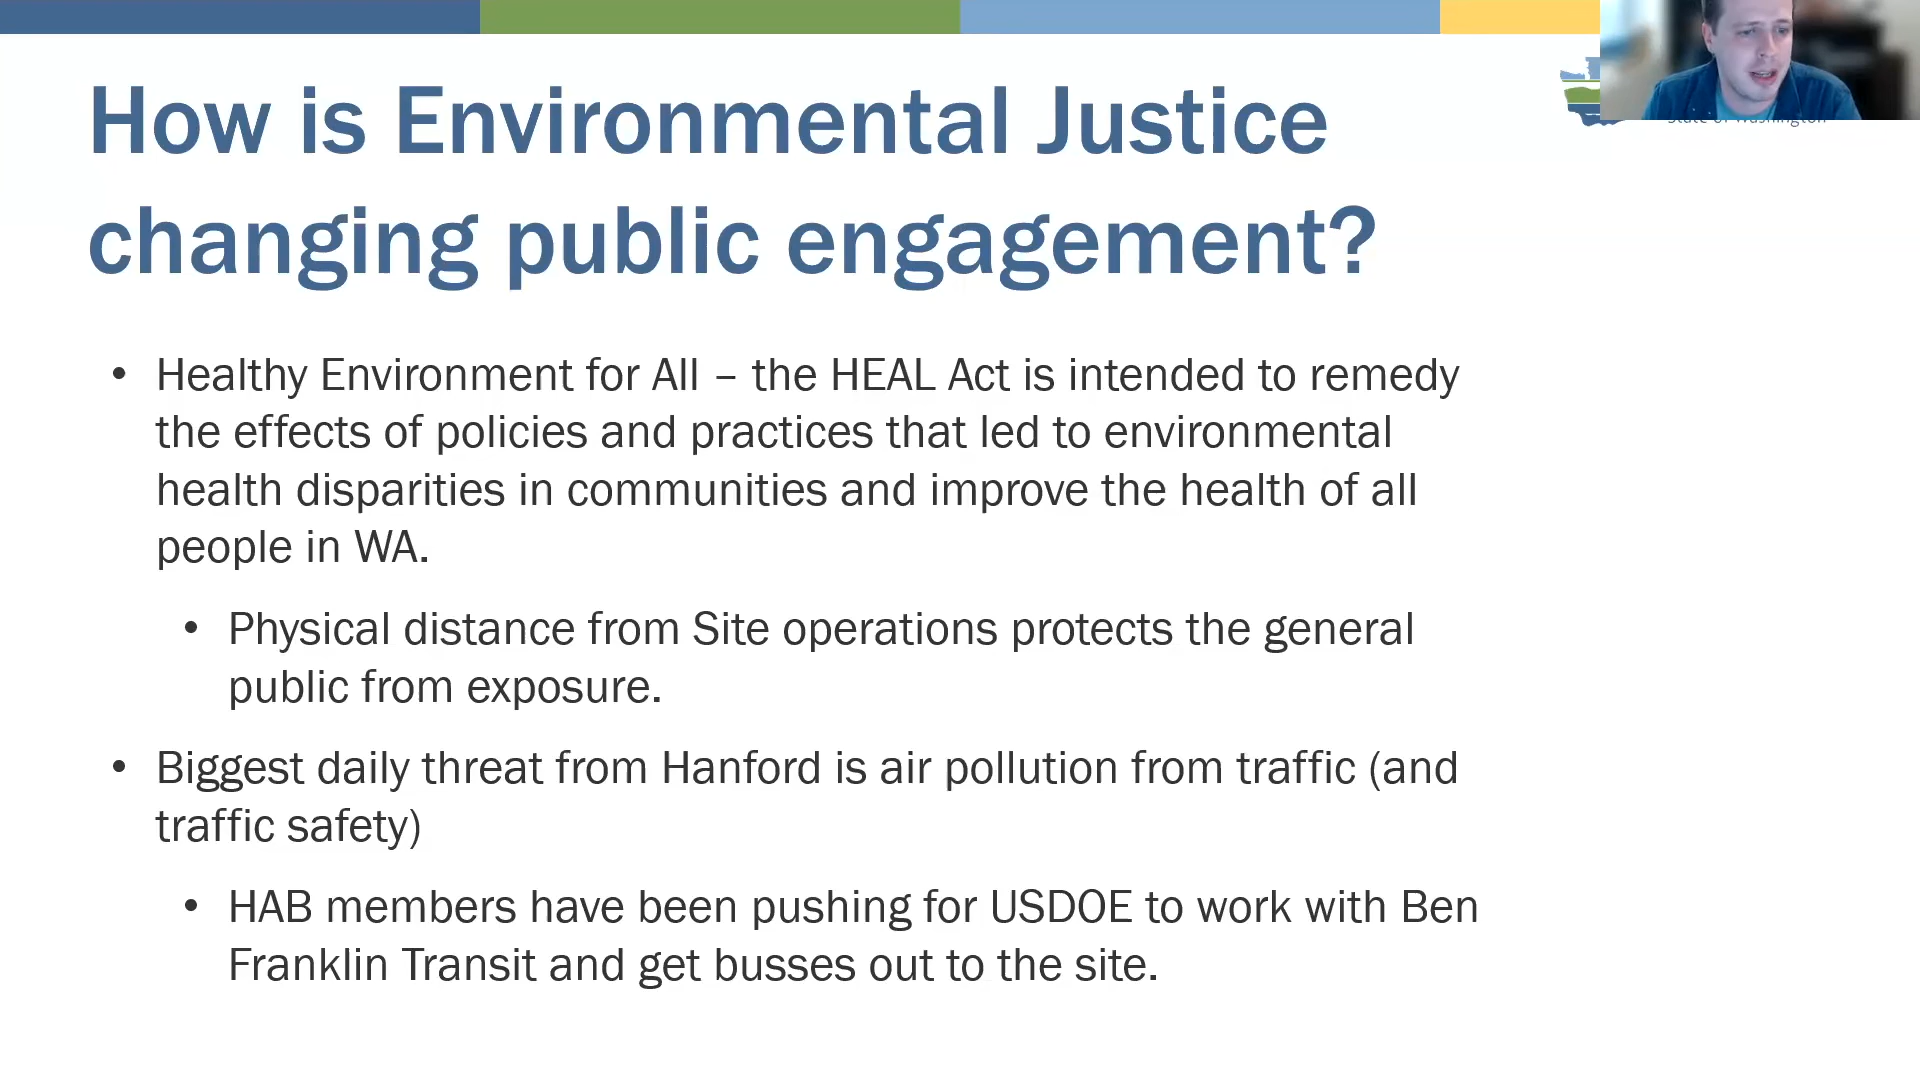 How is Environmental Justice
changing public engagement?
• Healthy Environment for All – the HEAL Act is intended to remedy
the effects of policies and practices that led to environmental
health disparities in communities and improve the health of all
people in WA.
• Physical distance from Site operations protects the general
public from exposure.
• Biggest daily threat from Hanford is air pollution from traffic (and
traffic safety)
• HAB members have been pushing for USDOE to work with Ben
Franklin Transit and get busses out to the site.
State of Washington